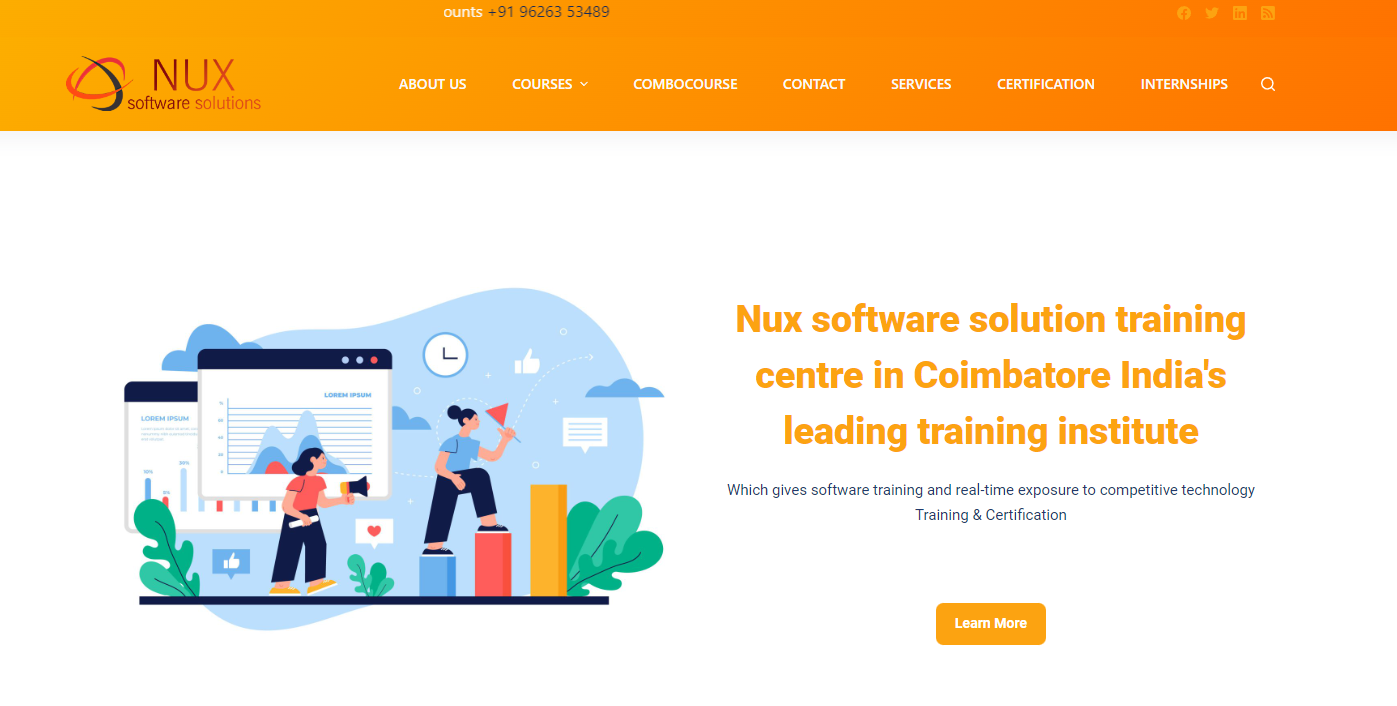 ounts +91 96263 53489
NUX
software solutions
ABOUT US
COURSES
COMBOCOURSE
CONTACT
SERVICES
CERTIFICATION
INTERNSHIPS
Nux software solution training
centre in Coimbatore India's
leading training institute
Which gives software training and real-time exposure to competitive technology
Training & Certification
Learn More
LOREM IPSUM
LOREM IPSUM